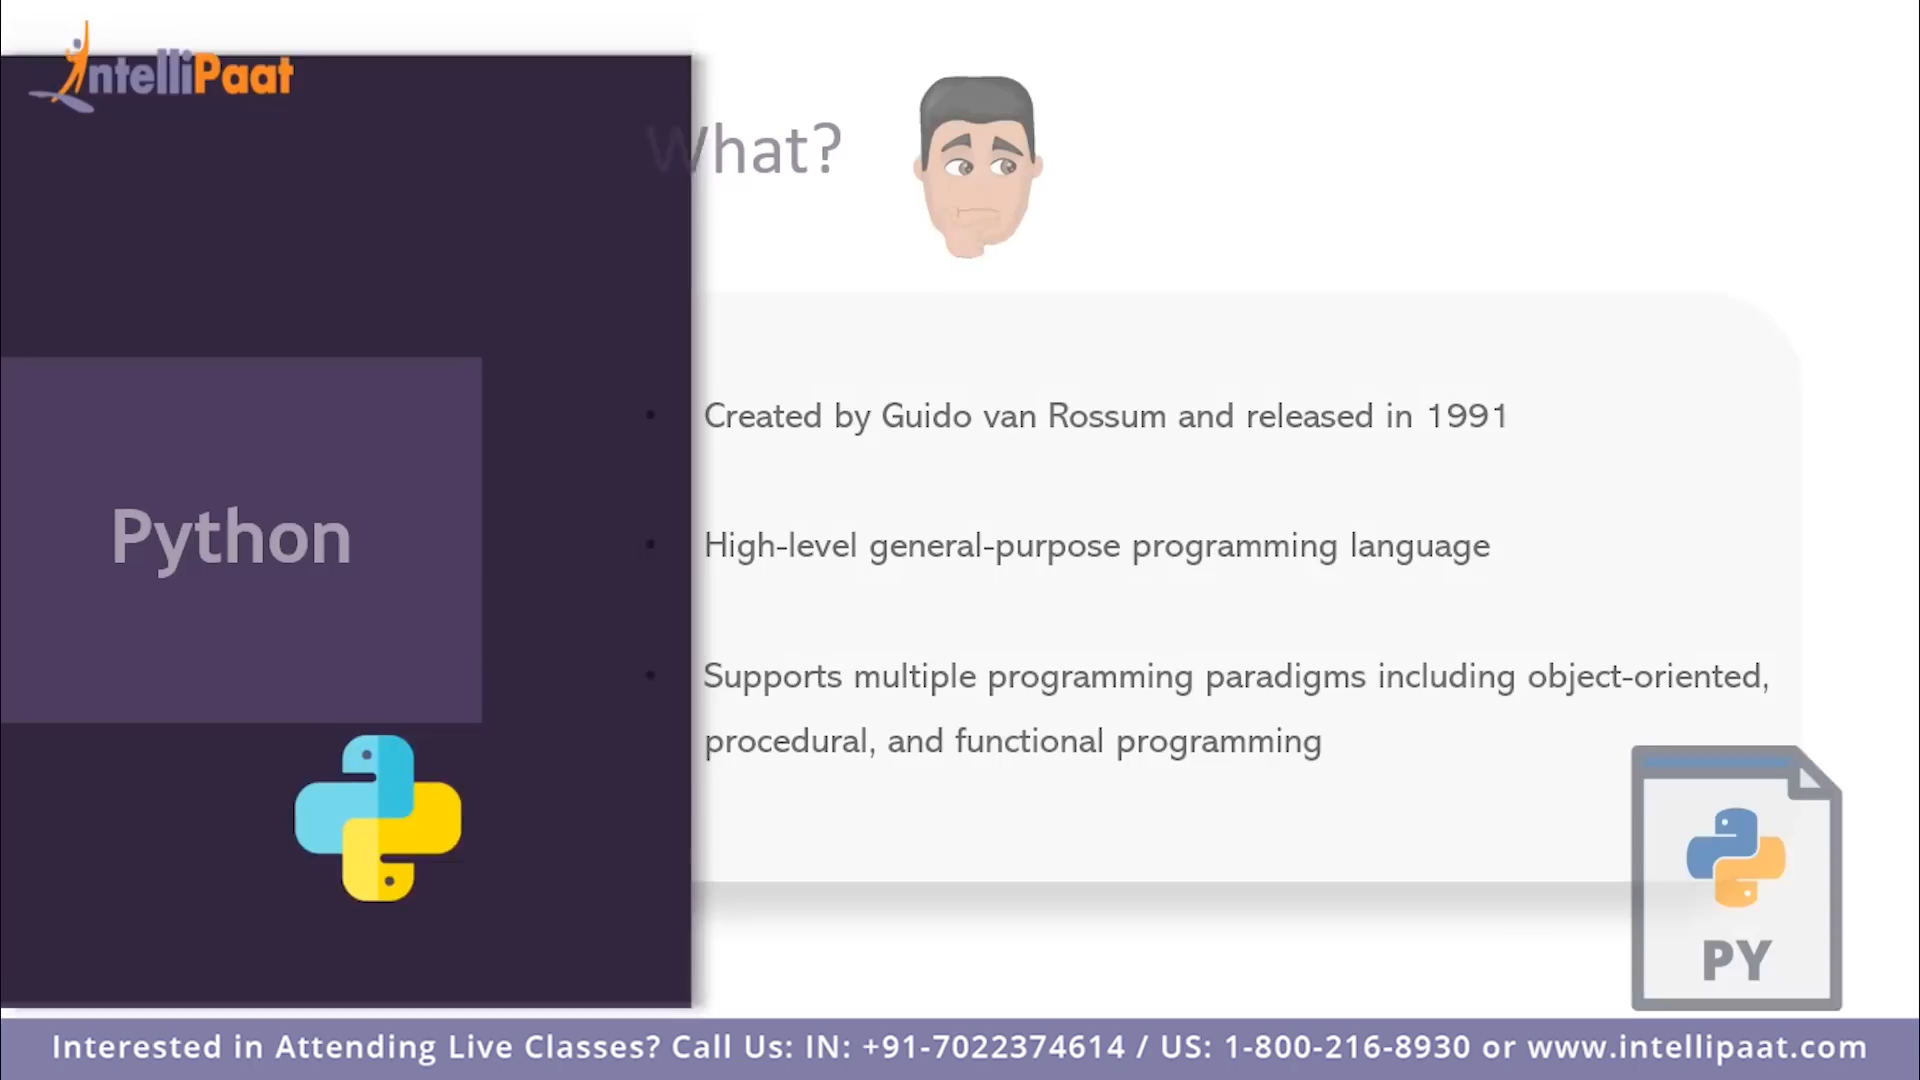 IntelliPaat
What?
Python
• Created by Guido van Rossum and released in 1991
• High-level general-purpose programming language
• Supports multiple programming paradigms including object-oriented,
procedural, and functional programming
PY
Interested in Attending Live Classes? Call Us: IN: +91-7022374614 / US: 1-800-216-8930 or www.intellipaat.com